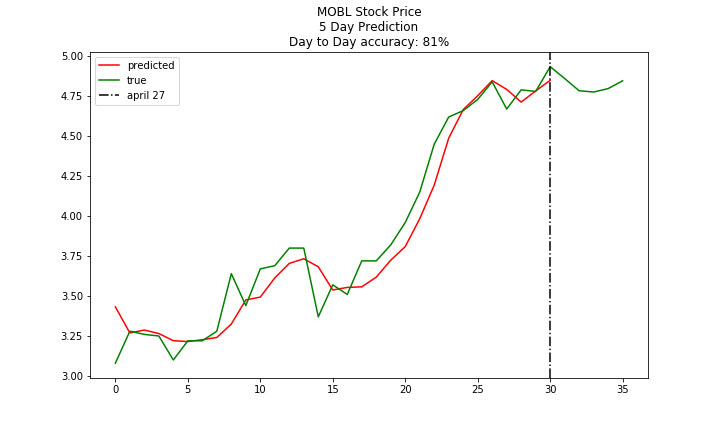 MOBL Stock Price
5 Day Prediction
Day to Day accuracy: 81%
predicted
true
april 27
5.00
4.75
4.50
4.25
4.00
3.75
3.50
3.25
3.00
0 5 10 15 20 25 30 35